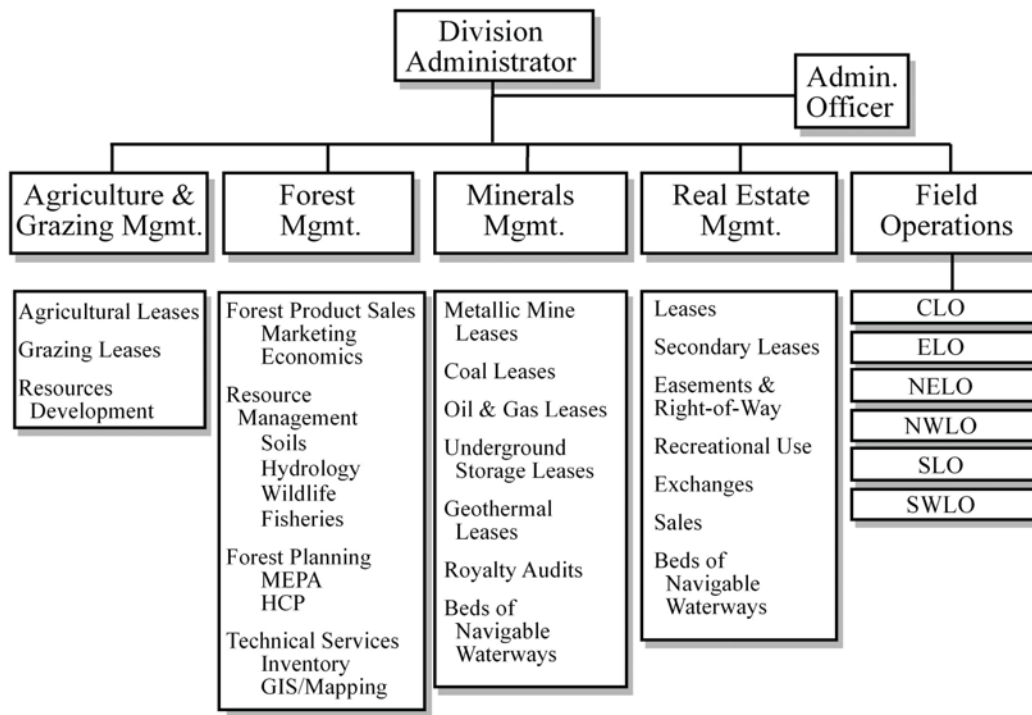 Division
Administrator
Admin.
Officer
Agriculture &
Grazing Mgmt.
Forest
Mgmt.
Minerals
Mgmt.
Real Estate
Mgmt.
Field
Operations
Agricultural Leases
Grazing Leases
Resources
Development
Forest Product Sales
Marketing
Economics
Resource
Management
Soils
Hydrology
Wildlife
Fisheries
Forest Planning
MEPA
HCP
Technical Services
Inventory
GIS/Mapping
Metallic Mine
Leases
Coal Leases
Oil & Gas Leases
Underground
Storage Leases
Geothermal
Leases
Royalty Audits
Beds of
Navigable
Waterways
Leases
Secondary Leases
Easements &
Right-of-Way
Recreational Use
Exchanges
Sales
Beds of
Navigable
Waterways
CLO
ELO
NELO
NWLO
SLO
SWLO